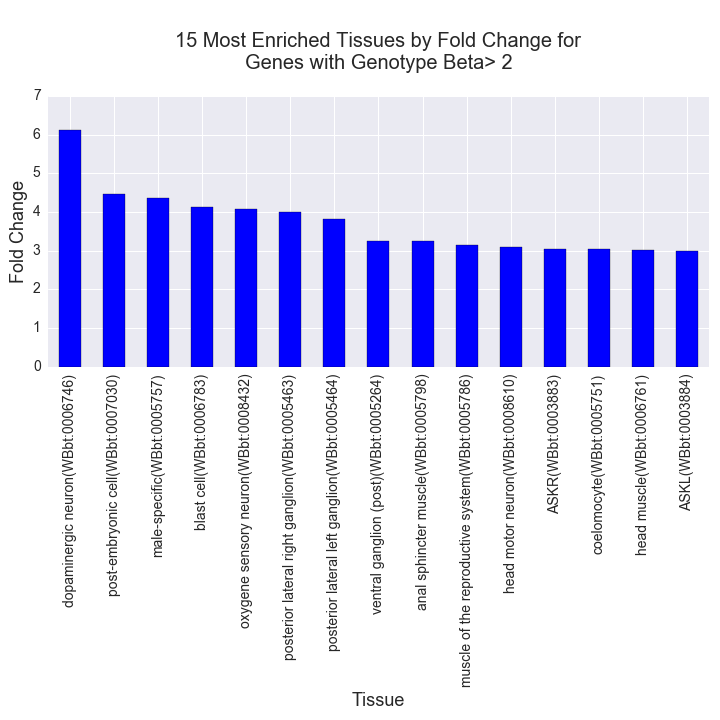 15 Most Enriched Tissues by Fold Change for
Genes with Genotype Beta> 2
Fold Change
7
6
5
4
3
2
1
0
dopaminergic neuron(WBbt:0006746)
post-embryonic cell(WBbt:0007030)
male-specific(WBbt:0005757)
blast cell(WBbt:0006783)
oxygene sensory neuron(WBbt:0008432)
posterior lateral right ganglion(WBbt:0005463)
posterior lateral left ganglion(WBbt:0005464)
ventral ganglion (post)(WBbt:0005264)
anal sphincter muscle(WBbt:0005798)
muscle of the reproductive system(WBbt:0005786)
head motor neuron(WBbt:0008610)
ASKR(WBbt:0003883)
coelomocyte(WBbt:0005751)
head muscle(WBbt:0006761)
ASKL(WBbt:0003884)
Tissue